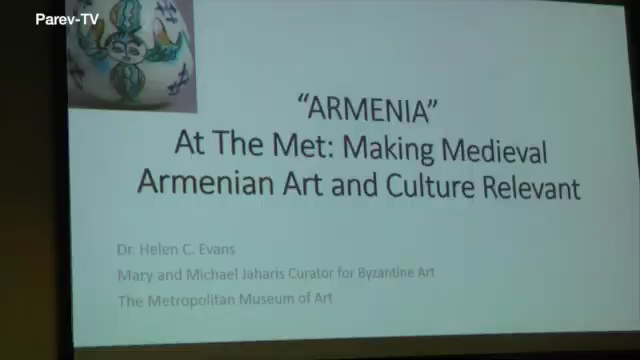 Parev-TV
“ARMENIA”
At The Met: Making Medieval
Armenian Art and Culture Relevant
Dr. Helen C. Evans
Mary and Michael Jaharis Curator for Byzantine Art
The Metropolitan Museum of Art